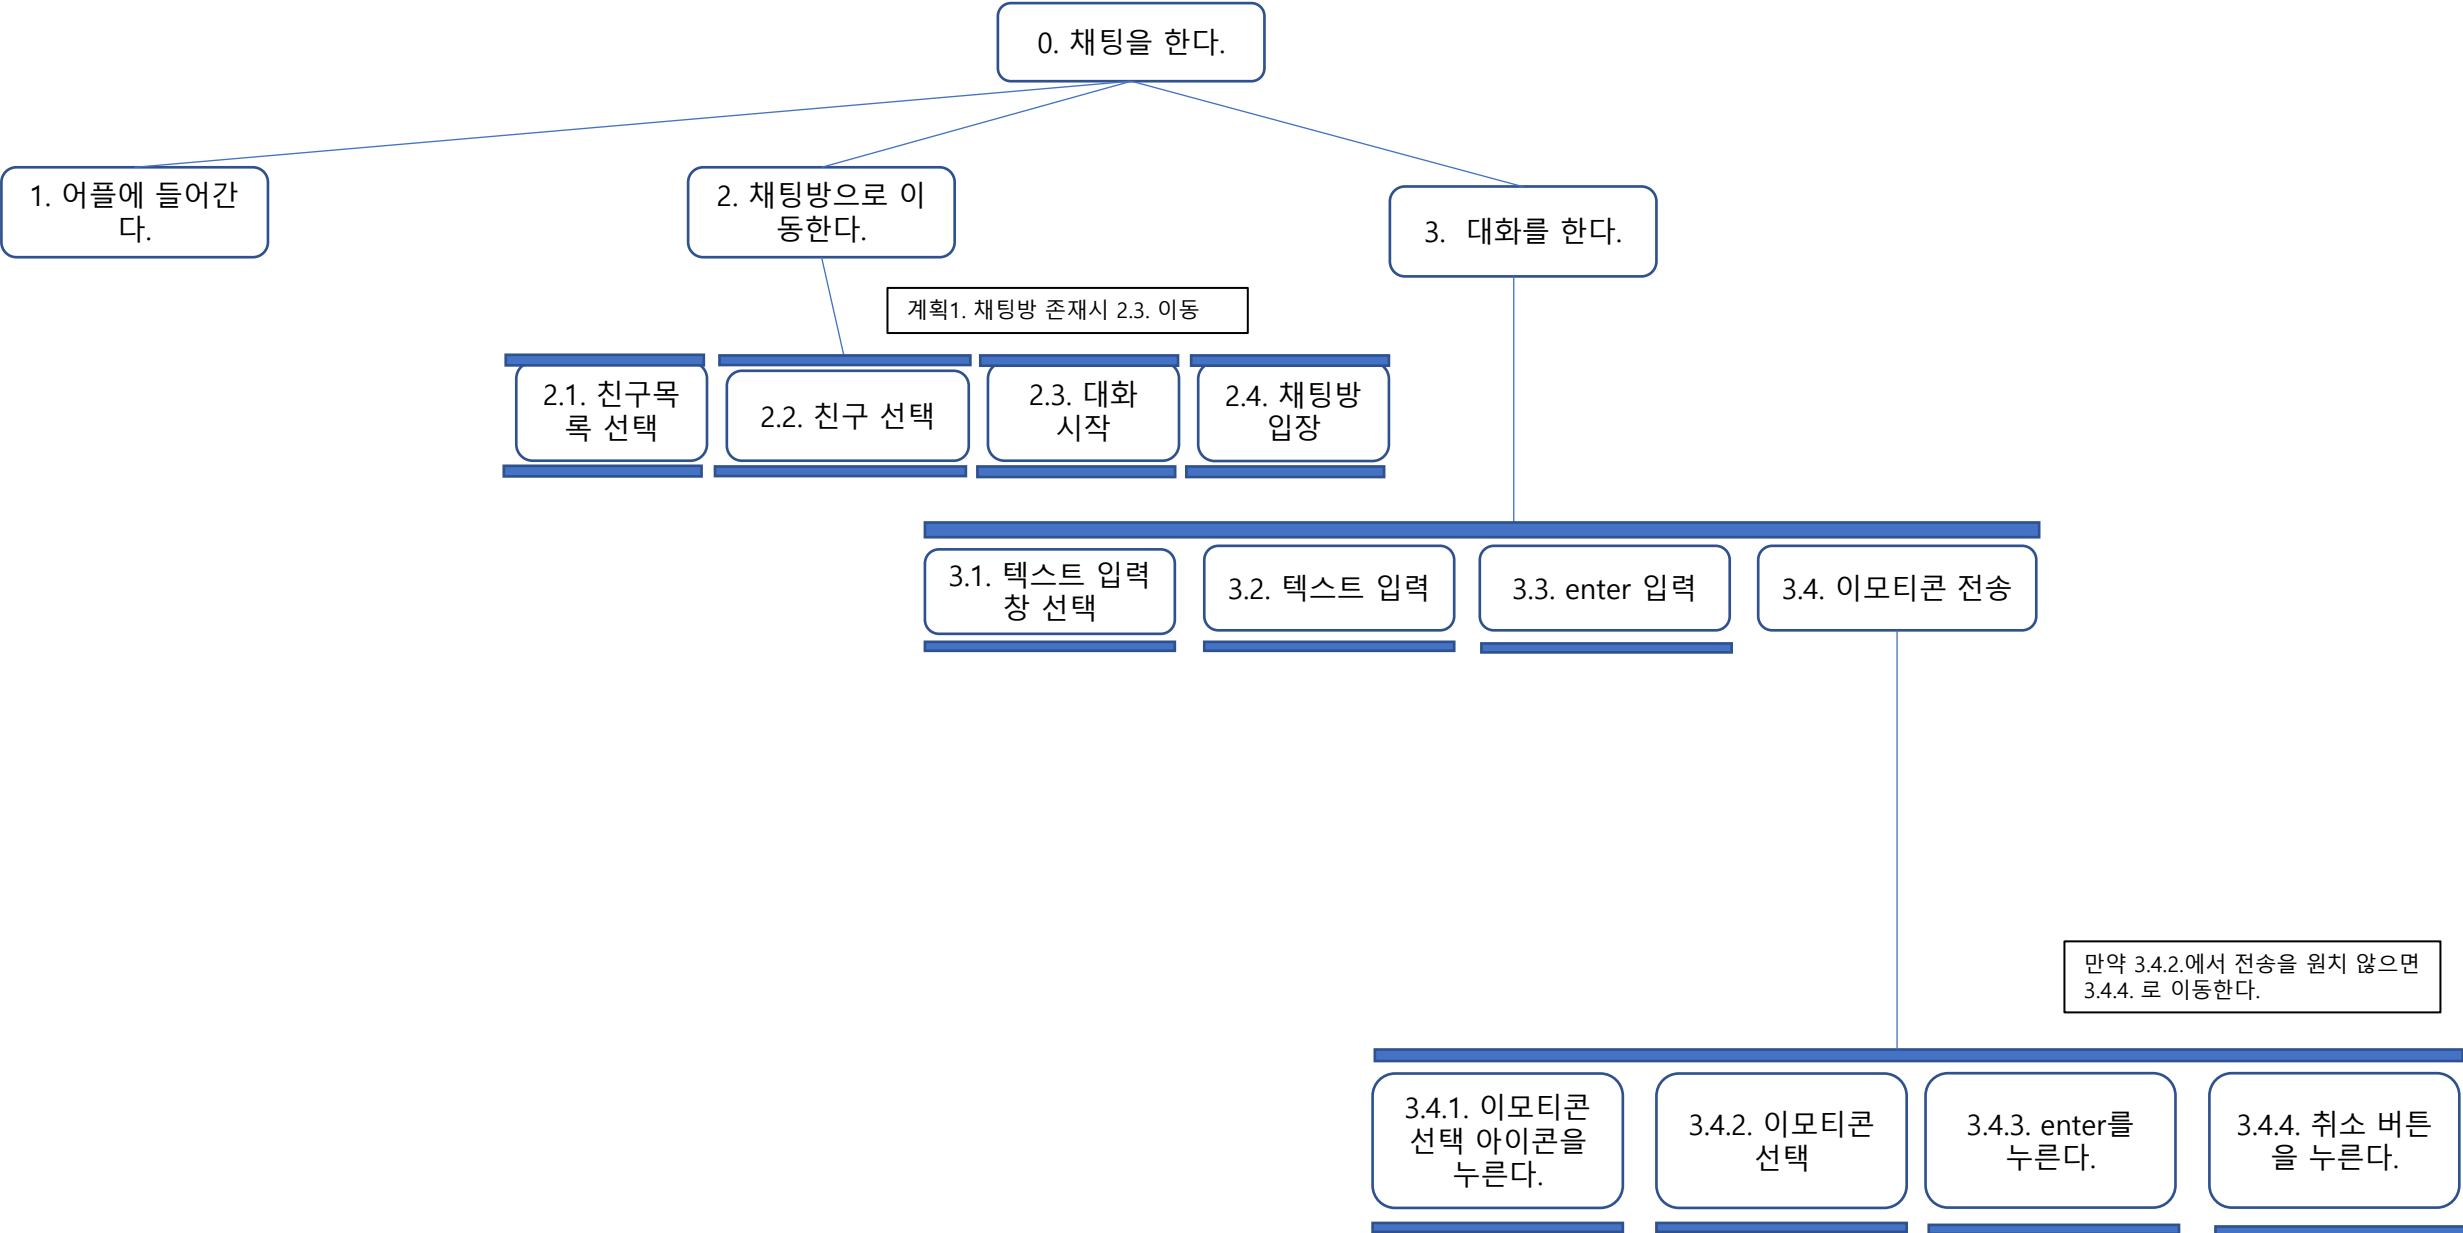 0. 채팅을 한다.
1. 어플에 들어간
다.
2. 채팅방으로 이
동한다.
3. 대화를 한다.
계획1. 채팅방 존재시 2.3. 이동
2.1. 친구목
록 선택
2.2. 친구 선택
2.3. 대화
시작
2.4. 채팅방
입장
3.1. 텍스트 입력
창 선택
3.2. 텍스트 입력
3.3. enter 입력
3.4. 이모티콘 전송
만약 3.4.2.에서 전송을 원치 않으면
3.4.4. 로 이동한다.
3.4.1. 이모티콘
선택 아이콘을
누른다.
3.4.2. 이모티콘
선택
3.4.3. enter를
누른다.
3.4.4. 취소 버튼
을 누른다.